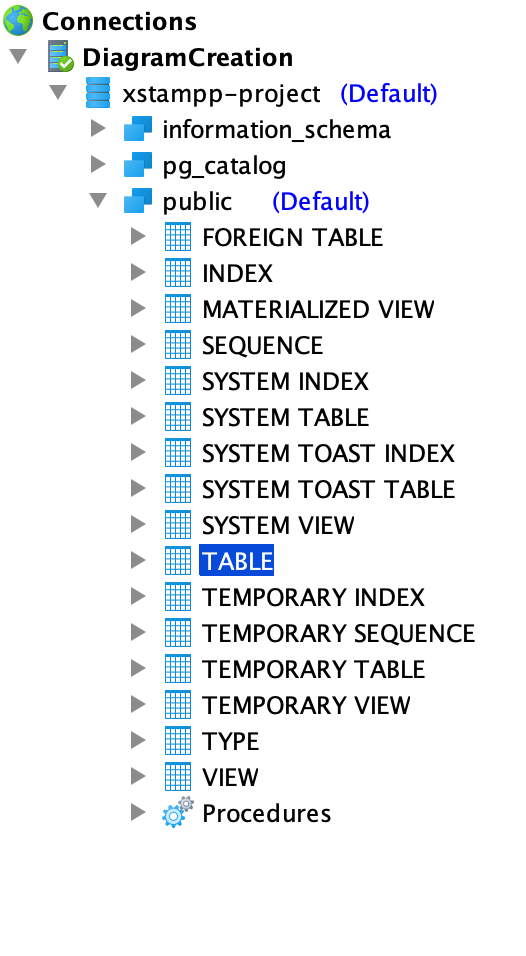 Connections
DiagramCreation
xstampp-project (Default)
information_schema
pg_catalog
public (Default)
FOREIGN TABLE
INDEX
MATERIALIZED VIEW
SEQUENCE
SYSTEM INDEX
SYSTEM TABLE
SYSTEM TOAST INDEX
SYSTEM TOAST TABLE
SYSTEM VIEW
TABLE
TEMPORARY INDEX
TEMPORARY SEQUENCE
TEMPORARY TABLE
TEMPORARY VIEW
TYPE
VIEW
Procedures